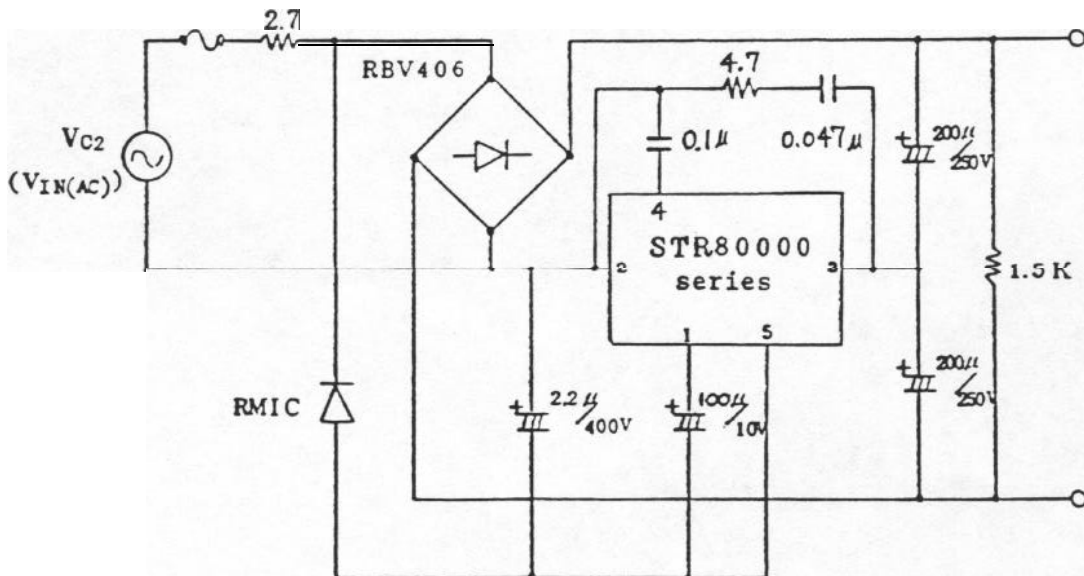 2.7
RBV406
4.7
VC2
(VIN(AC))
0.1μ
0.047μ
200μ/250V
4
STR80000
series
2
3
1.5K
1
5
200μ/250V
RMIC
2.2μ/400V
100μ/10V